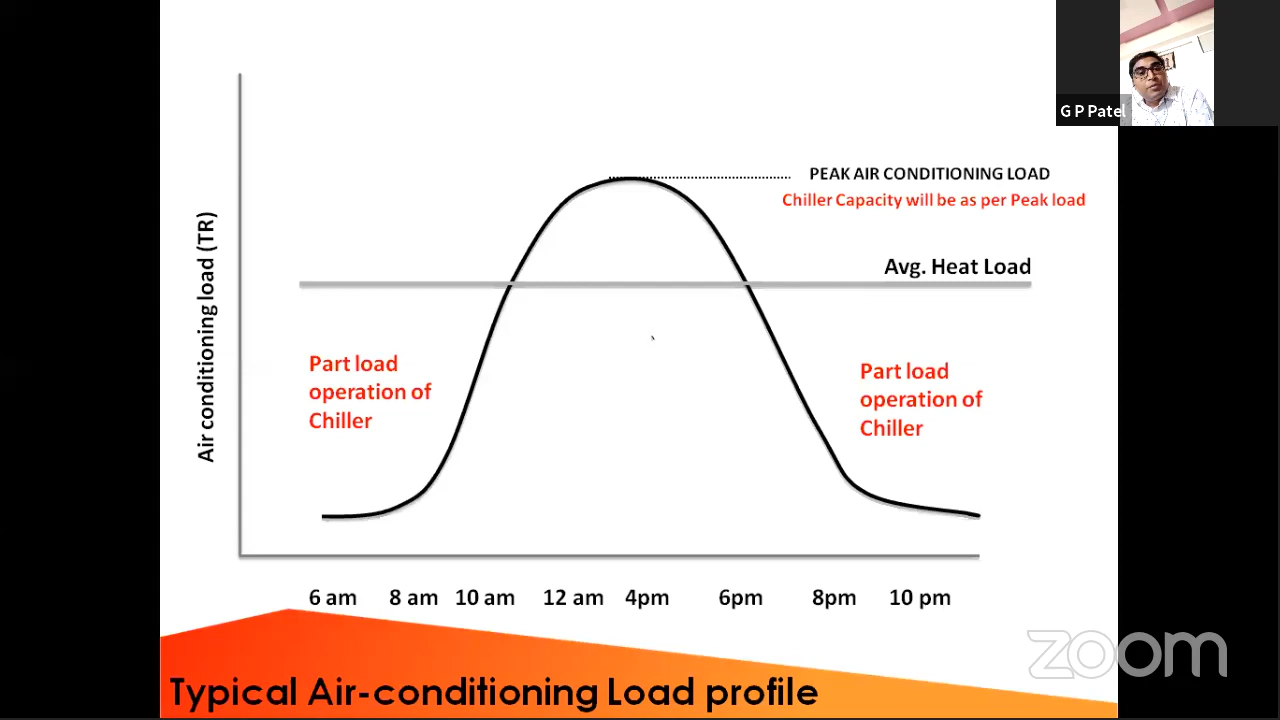 G P Patel
PEAK AIR CONDITIONING LOAD
Chiller Capacity will be as per Peak load
Avg. Heat Load
Air conditioning load (TR)
Part load
operation of
Chiller
Part load
operation of
Chiller
6 am 8 am 10 am 12 am 4pm 6pm 8pm 10 pm
zoom
Typical Air-conditioning Load profile